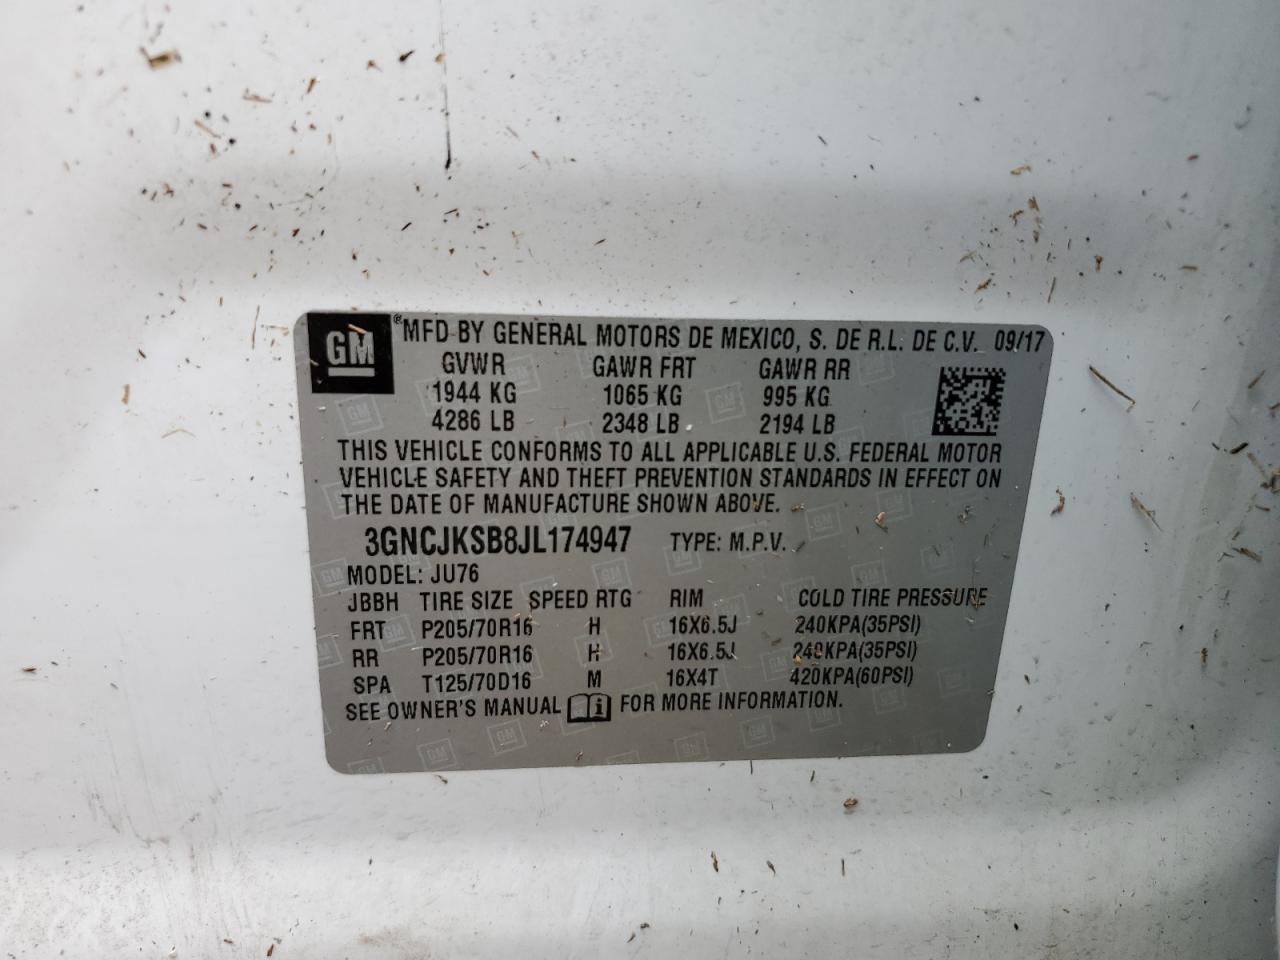 GM ® MFD BY GENERAL MOTORS DE MEXICO, S. DE R.L. DE C.V. 09/17
GVWR GAWR FRT GAWR RR
1944 KG 1065 KG 995 KG
4286 LB 2348 LB 2194 LB
THIS VEHICLE CONFORMS TO ALL APPLICABLE U.S. FEDERAL MOTOR
VEHICLE SAFETY AND THEFT PREVENTION STANDARDS IN EFFECT ON
THE DATE OF MANUFACTURE SHOWN ABOVE.
3GNCJKSB8JL174947 TYPE: M.P.V.
MODEL: JU76
JBBH TIRE SIZE SPEED RTG RIM COLD TIRE PRESSURE
FRT P205/70R16 H 16X6.5J 240KPA(35PSI)
RR P205/70R16 H 16X6.5J 240KPA(35PSI)
SPA T125/70D16 M 16X4T 420KPA(60PSI)
SEE OWNER'S MANUAL FOR MORE INFORMATION.